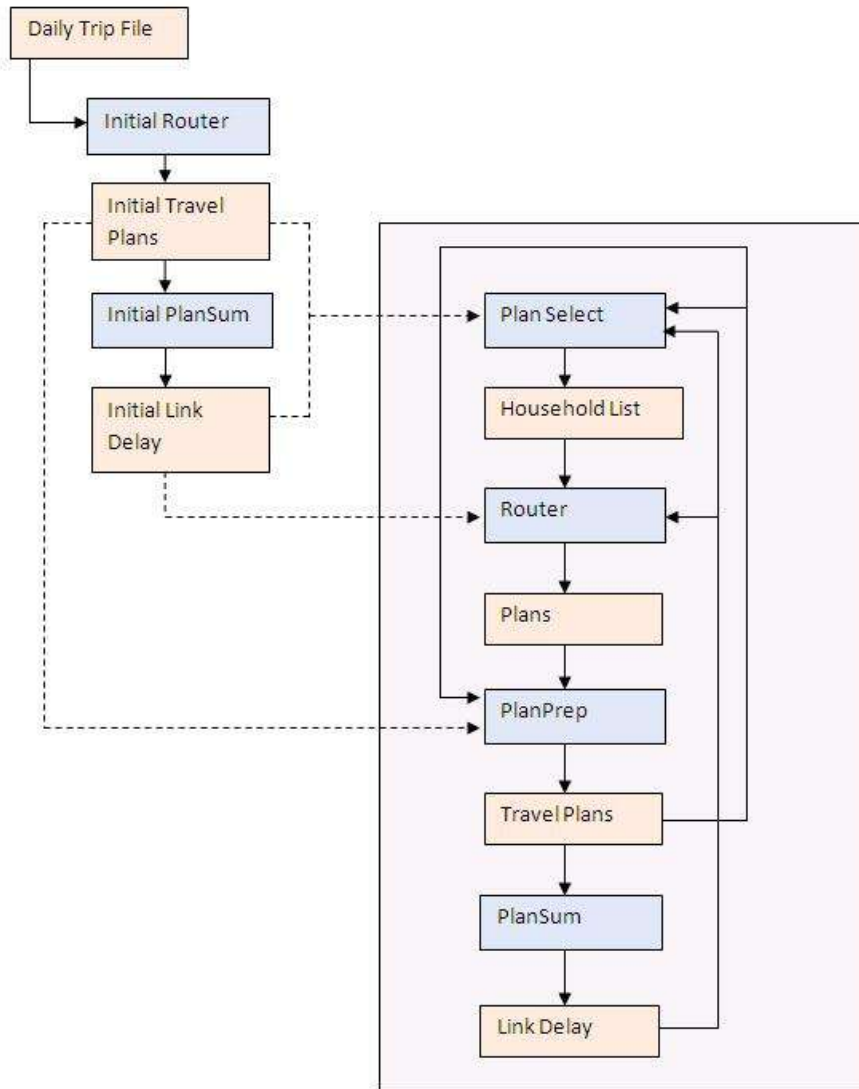 Daily Trip File
Initial Router
Initial Travel
Plans
Initial PlanSum
Initial Link
Delay
Plan Select
Household List
Router
Plans
PlanPrep
Travel Plans
PlanSum
Link Delay